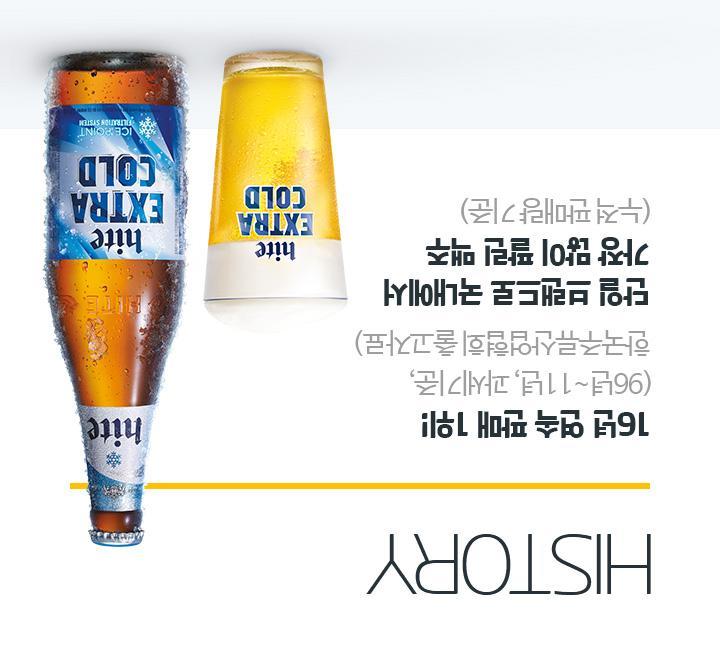 HISTORY
16년 연속 판매 1위!
(96년~11년, 과세기준,
한국주류산업협회 출고자료)
단일 브랜드로 국내에서
가장 많이 팔린 맥주
(누적 판매량 기준)
hite
HITE
hite
EXTRA
COLD
ICE POINT
FILTRATION SYSTEM
hite
EXTRA
COLD